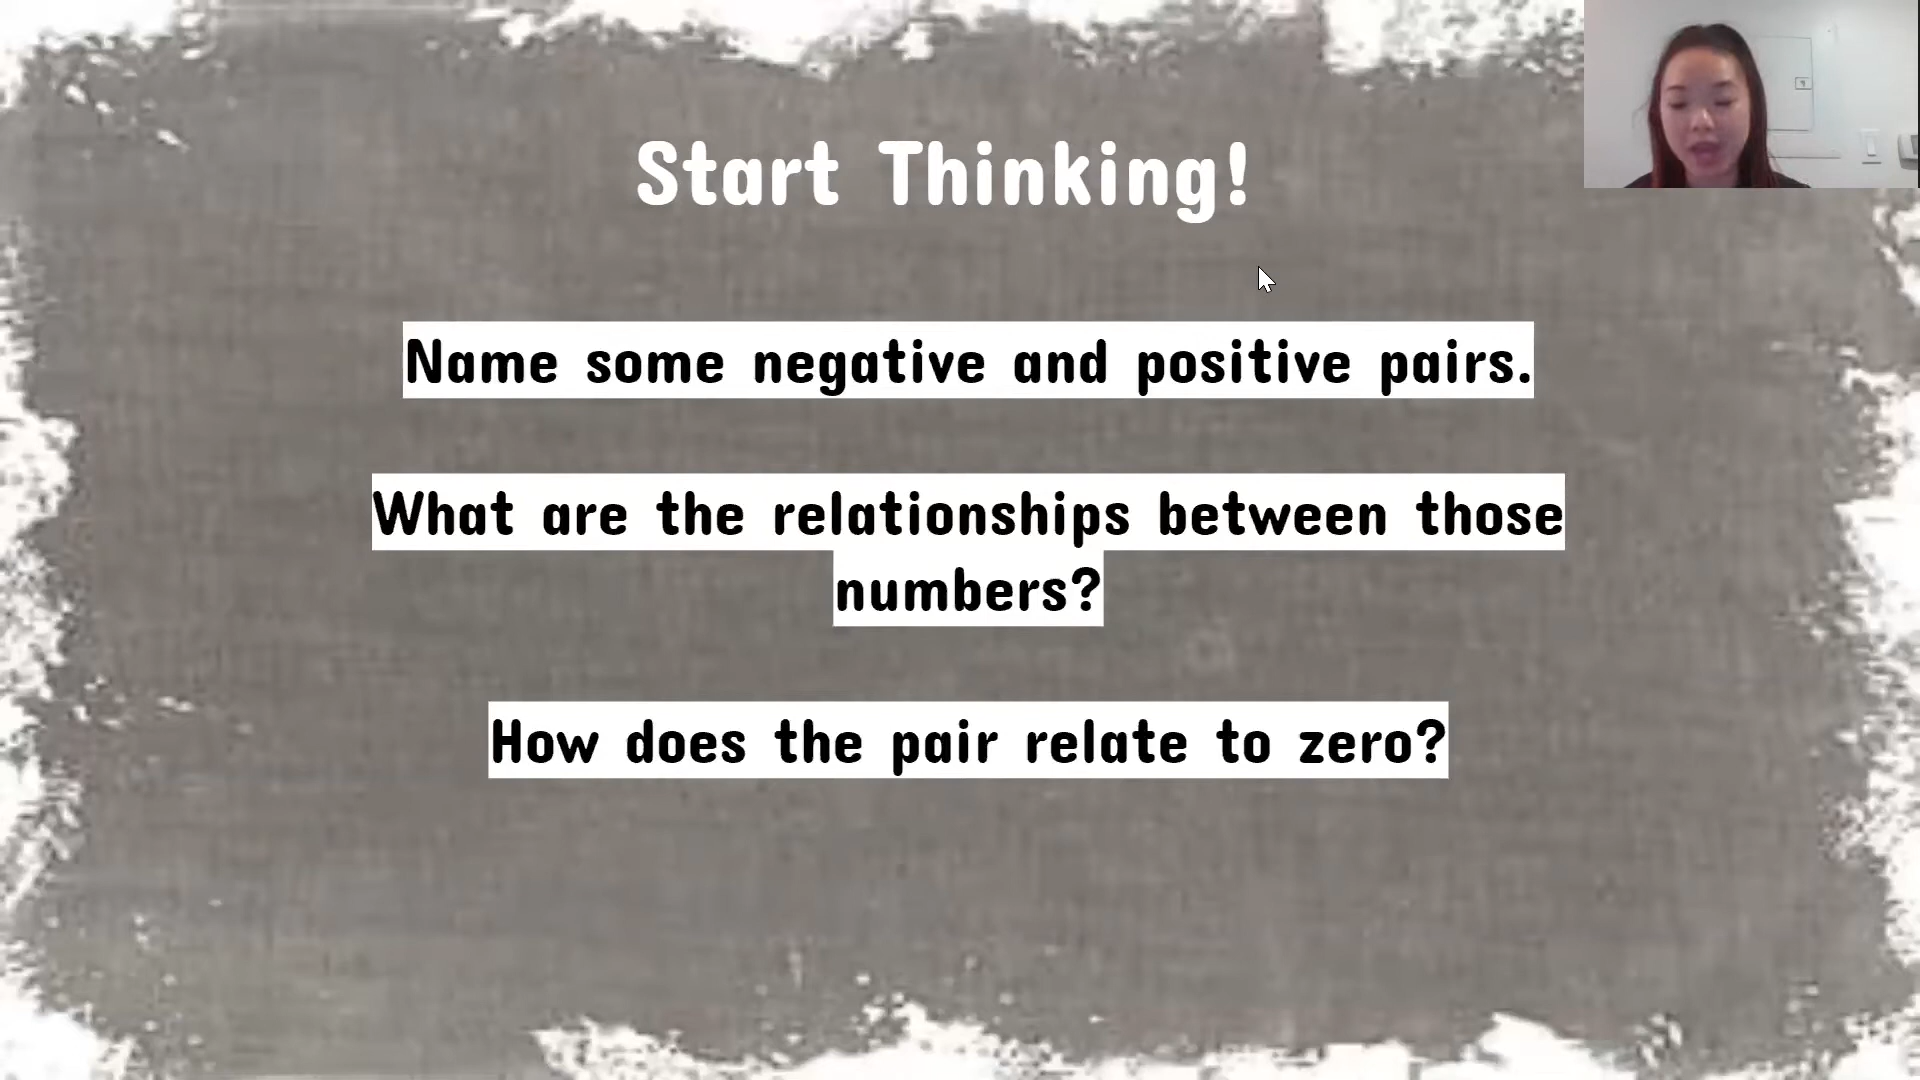 Start Thinking!
Name some negative and positive pairs.
What are the relationships between those
numbers?
How does the pair relate to zero?